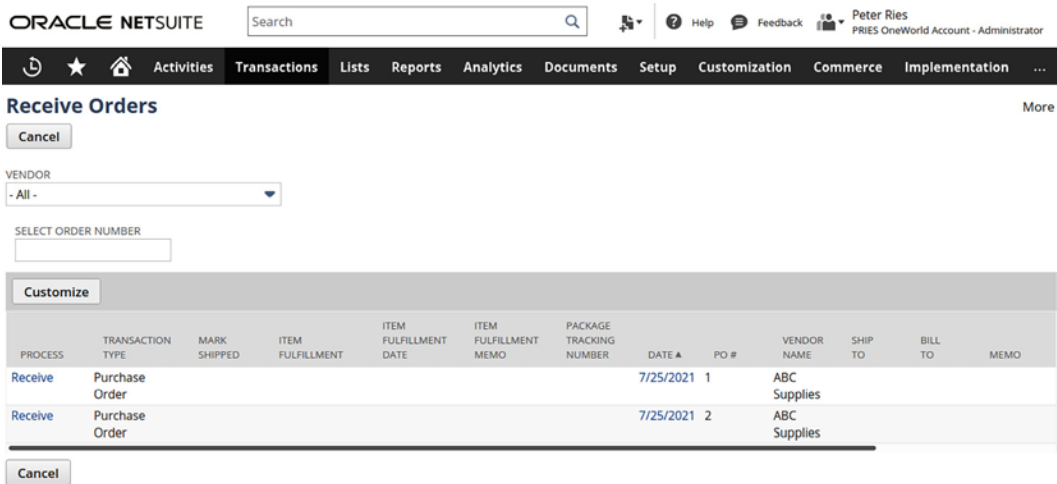 ORACLE NETSUITE
Search
Help
Feedback
Peter Ries
PRIES OneWorld Account - Administrator
Activities Transactions Lists Reports Analytics Documents Setup Customization Commerce Implementation ...
Receive Orders
More
Cancel
VENDOR
- All -
SELECT ORDER NUMBER
Customize
PROCESS TRANSACTION TYPE MARK SHIPPED ITEM FULFILLMENT ITEM FULFILLMENT DATE ITEM FULFILLMENT MEMO PACKAGE TRACKING NUMBER DATE ▲ PO # VENDOR NAME SHIP TO BILL TO MEMO
Receive Purchase Order 7/25/2021 1 ABC Supplies
Receive Purchase Order 7/25/2021 2 ABC Supplies
Cancel